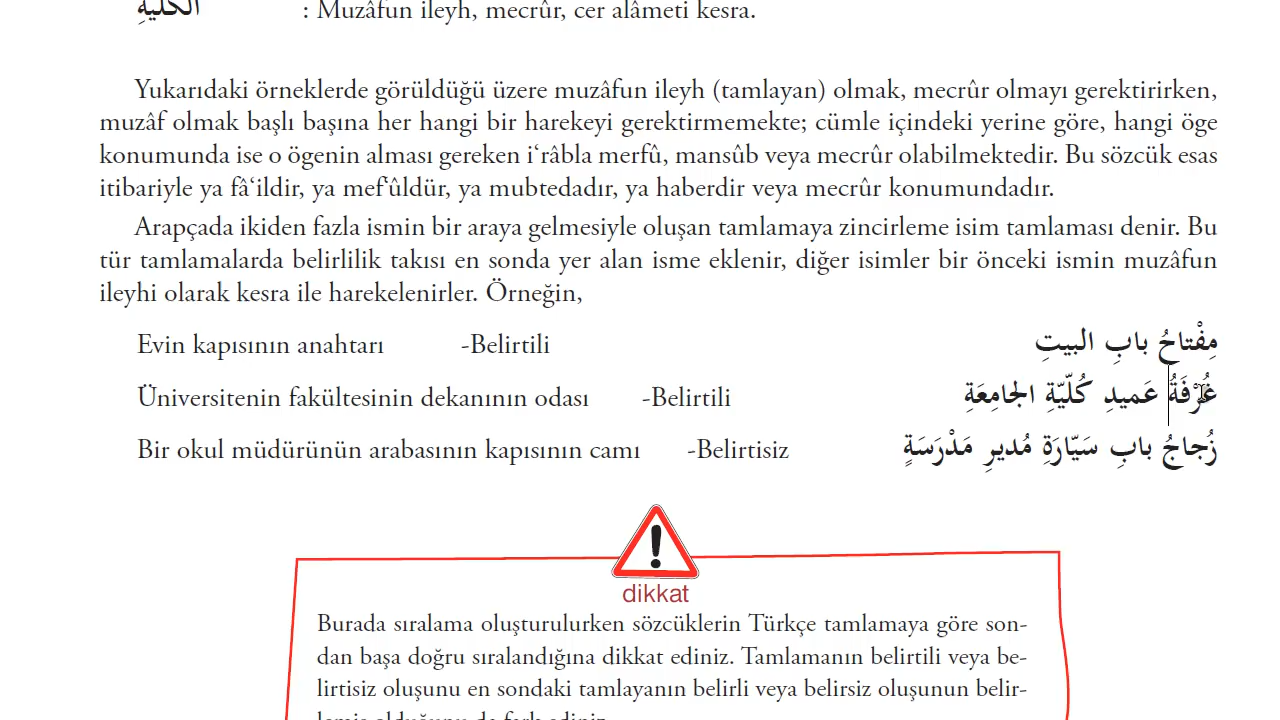 الكلّيّةِ : Muzâfun ileyh, mecrûr, cer alâmeti kesra.
Yukarıdaki örneklerde görüldüğü üzere muzâfun ileyh (tamlayan) olmak, mecrûr olmayı gerektirirken,
muzâf olmak başlı başına her hangi bir harekeyi gerektirmemekte; cümle içindeki yerine göre, hangi öge
konumunda ise o ögenin alması gereken i‘râbla merfû, mansûb veya mecrûr olabilmektedir. Bu sözcük esas
itibariyle ya fâ‘ildir, ya mef‘ûldür, ya mubtedadır, ya haberdir veya mecrûr konumundadır.
Arapçada ikiden fazla ismin bir araya gelmesiyle oluşan tamlamaya zincirleme isim tamlaması denir. Bu
tür tamlamalarda belirlilik takısı en sonda yer alan isme eklenir, diğer isimler bir önceki ismin muzâfun
ileyhi olarak kesra ile harekelenirler. Örneğin,
Evin kapısının anahtarı -Belirtili مِفْتاحُ بابِ البيتِ
Üniversitenin fakültesinin dekanının odası -Belirtili غُرْفَةُ عَميدِ كُلّيّةِ الجامِعَةِ
Bir okul müdürünün arabasının kapısının camı -Belirtisiz زُجاجُ بابِ سَيّارَةِ مُديرِ مَدْرَسَةٍ
dikkat
Burada sıralama oluşturulurken sözcüklerin Türkçe tamlamaya göre son-
dan başa doğru sıralandığına dikkat ediniz. Tamlamanın belirtili veya be-
lirtisiz oluşunu en sondaki tamlayanın belirli veya belirsiz oluşunun belir-